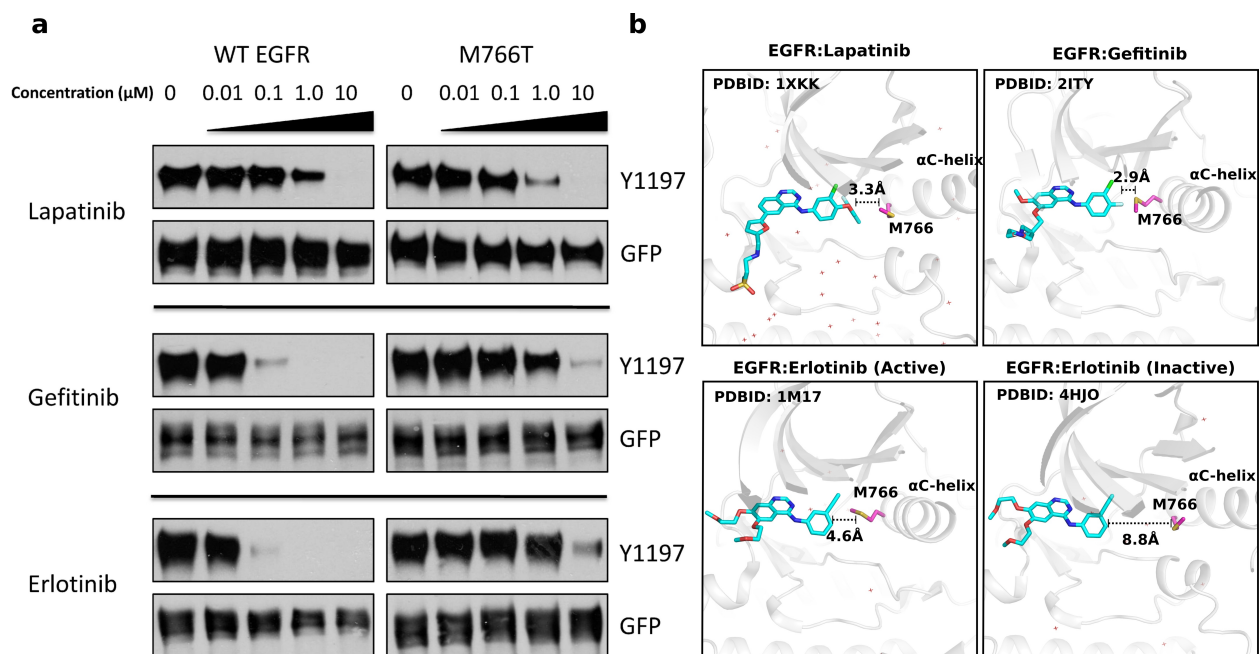 a
WT EGFR
M766T
Concentration (μM) 0 0.01 0.1 1.0 10 0 0.01 0.1 1.0 10
Lapatinib
Y1197
GFP
Gefitinib
Y1197
GFP
Erlotinib
Y1197
GFP
b
EGFR:Lapatinib
PDBID: 1XKK
αC-helix
3.3Å
M766
EGFR:Gefitinib
PDBID: 2ITY
αC-helix
2.9Å
M766
EGFR:Erlotinib (Active)
PDBID: 1M17
αC-helix
M766
4.6Å
EGFR:Erlotinib (Inactive)
PDBID: 4HJO
αC-helix
M766
8.8Å